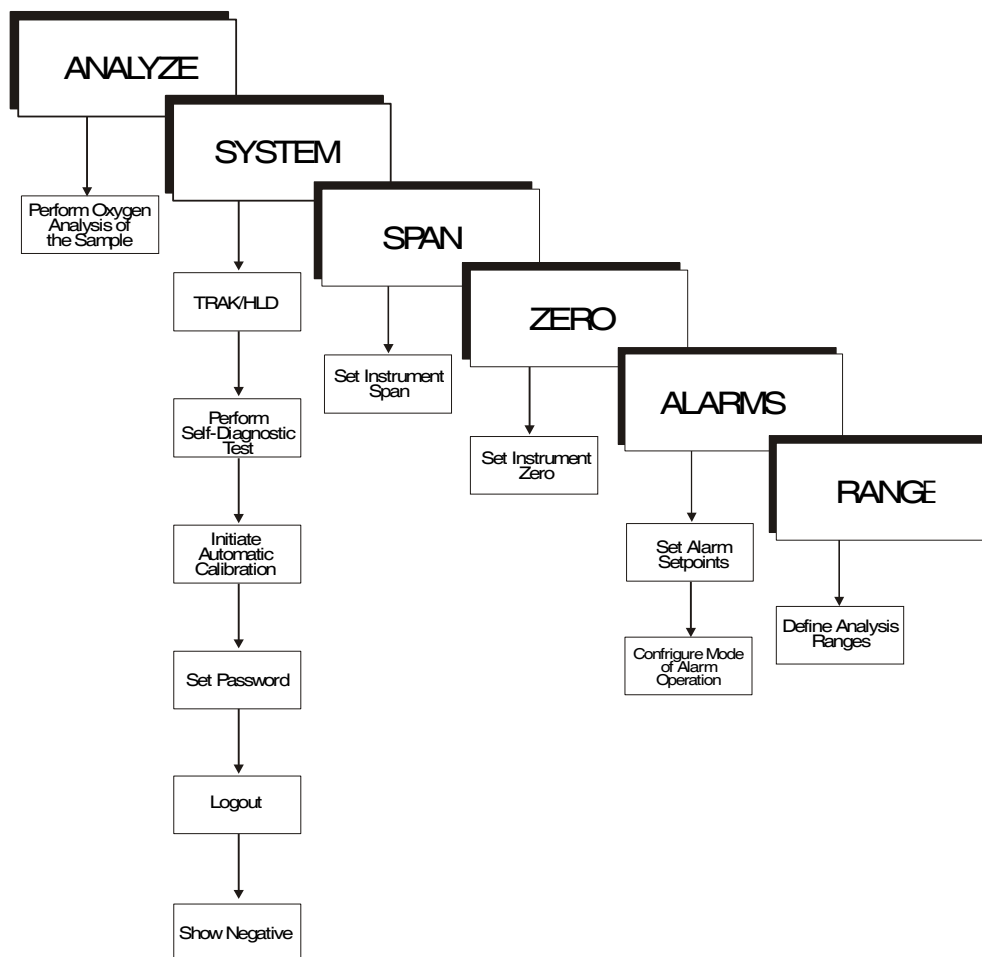 ANALYZE
SYSTEM
SPAN
ZERO
ALARMS
RANGE
Perform Oxygen
Analysis of
the Sample
TRAK/HLD
Perform
Self-Diagnostic
Test
Initiate
Automatic
Calibration
Set Password
Logout
Show Negative
Set Instrument
Span
Set Instrument
Zero
Set Alarm
Setpoints
Confrigure Mode
of Alarm
Operation
Define Analysis
Ranges